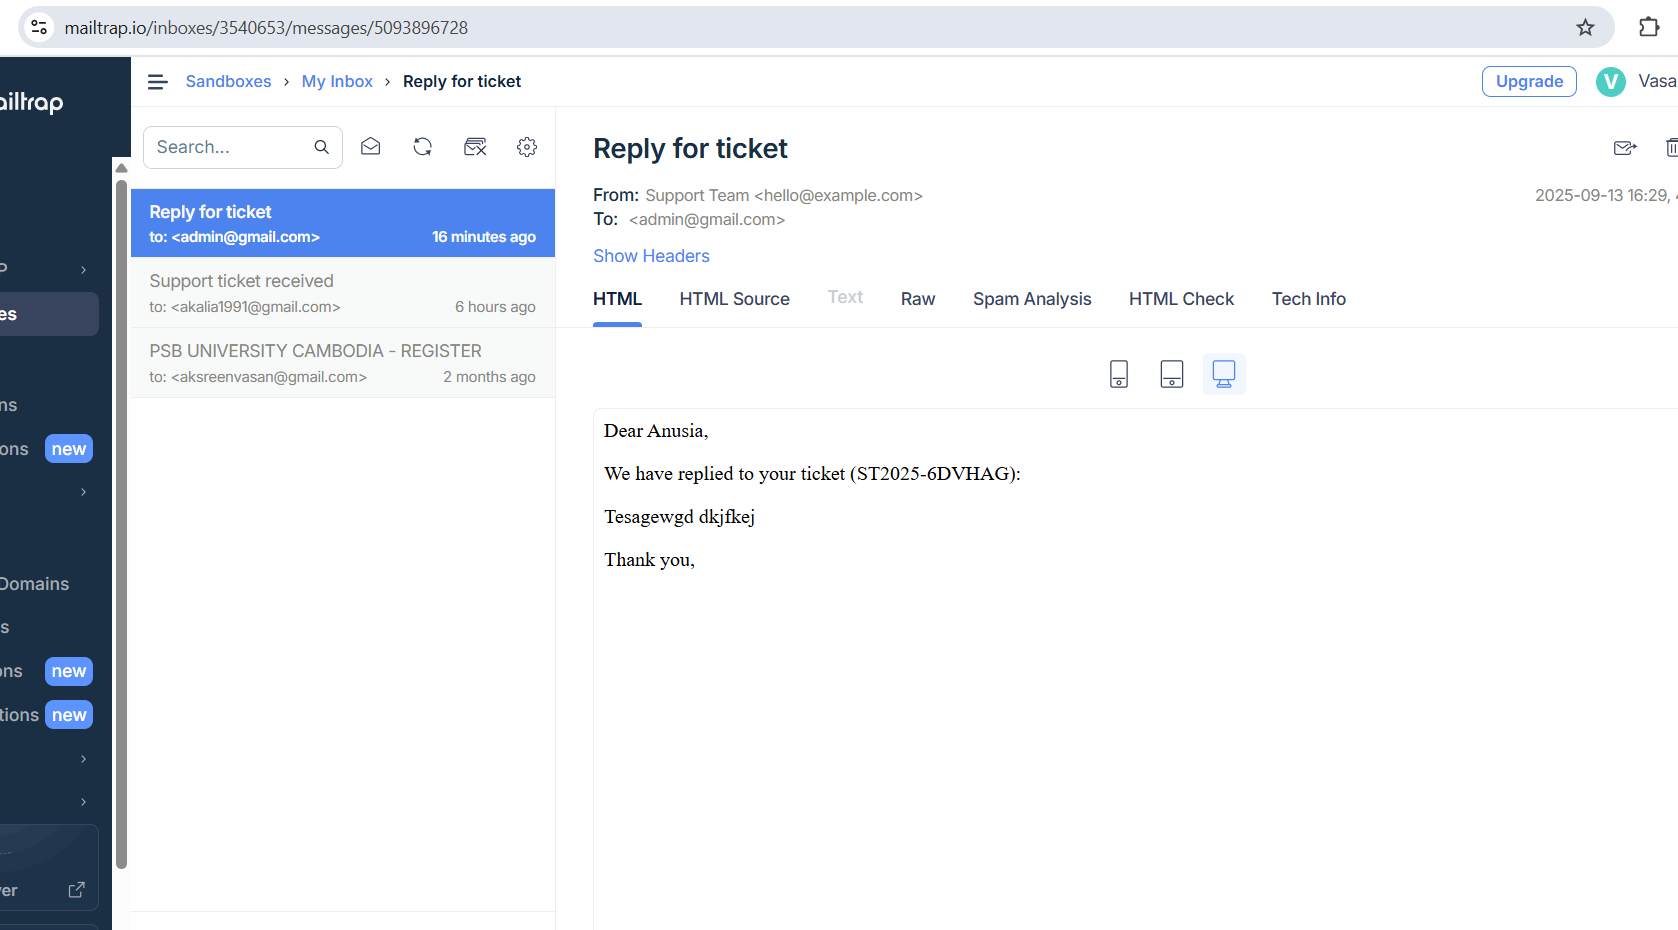 mailtrap.io/inboxes/3540653/messages/5093896728
ailtrap
Sandboxes > My Inbox > Reply for ticket
Upgrade
V
Vasa
Search...
Reply for ticket
to: <admin@gmail.com> 16 minutes ago
Support ticket received
to: <akalia1991@gmail.com> 6 hours ago
PSB UNIVERSITY CAMBODIA - REGISTER
to: <aksreenvasan@gmail.com> 2 months ago
P
es
ns
ons new
Domains
s
ons new
tions new
ver
Reply for ticket
From: Support Team <hello@example.com>
2025-09-13 16:29,
To: <admin@gmail.com>
Show Headers
HTML HTML Source Text Raw Spam Analysis HTML Check Tech Info
Dear Anusia,
We have replied to your ticket (ST2025-6DVHAG):
Tesagewgd dkjfkej
Thank you,